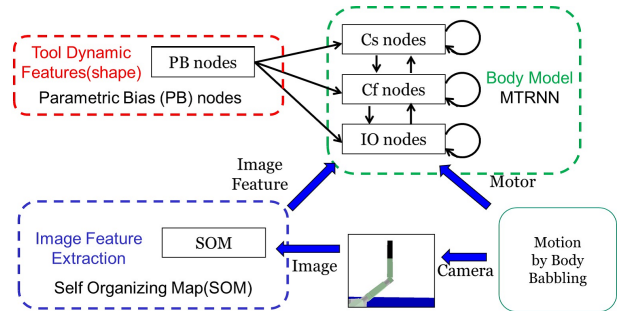 Tool Dynamic
Features(shape)
PB nodes
Parametric Bias (PB) nodes
Cs nodes
Cf nodes
IO nodes
Body Model
MTRNN
Image
Feature
Motor
Image Feature
Extraction
SOM
Self Organizing Map(SOM)
Image
Camera
Motion
by Body
Babbling